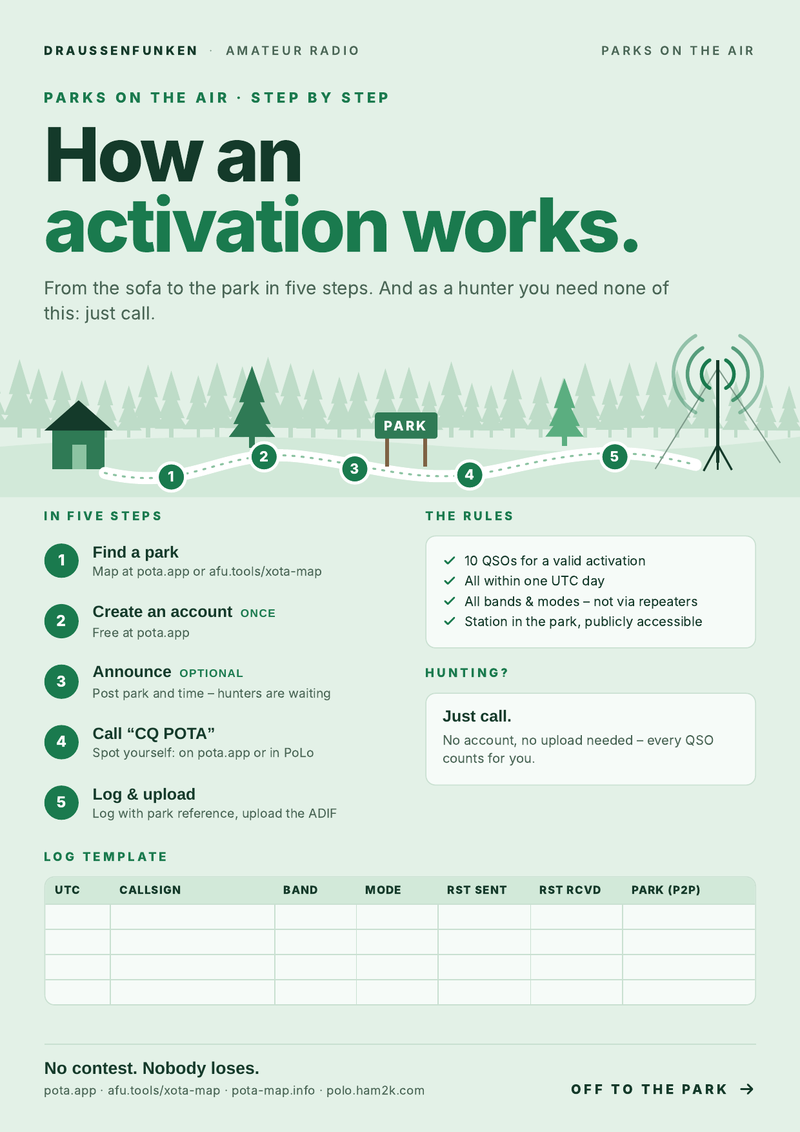 DRAUSSENFUNKEN · AMATEUR RADIO
PARKS ON THE AIR
PARKS ON THE AIR · STEP BY STEP
How an
activation works.
From the sofa to the park in five steps. And as a hunter you need none of
this: just call.
PARK
1
2
3
4
5
IN FIVE STEPS
1
Find a park
Map at pota.app or afu.tools/xota-map
2
Create an account ONCE
Free at pota.app
3
Announce OPTIONAL
Post park and time – hunters are waiting
4
Call “CQ POTA”
Spot yourself: on pota.app or in PoLo
5
Log & upload
Log with park reference, upload the ADIF
THE RULES
✓ 10 QSOs for a valid activation
✓ All within one UTC day
✓ All bands & modes – not via repeaters
✓ Station in the park, publicly accessible
HUNTING?
Just call.
No account, no upload needed – every QSO
counts for you.
LOG TEMPLATE
UTC CALLSIGN BAND MODE RST SENT RST RCVD PARK (P2P)
No contest. Nobody loses.
pota.app · afu.tools/xota-map · pota-map.info · polo.ham2k.com
OFF TO THE PARK →